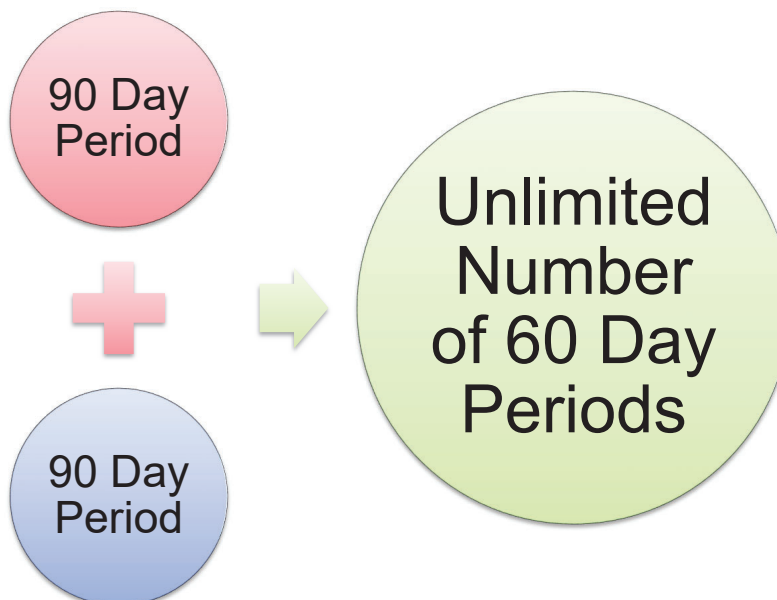 90 Day
Period
90 Day
Period
Unlimited
Number
of 60 Day
Periods